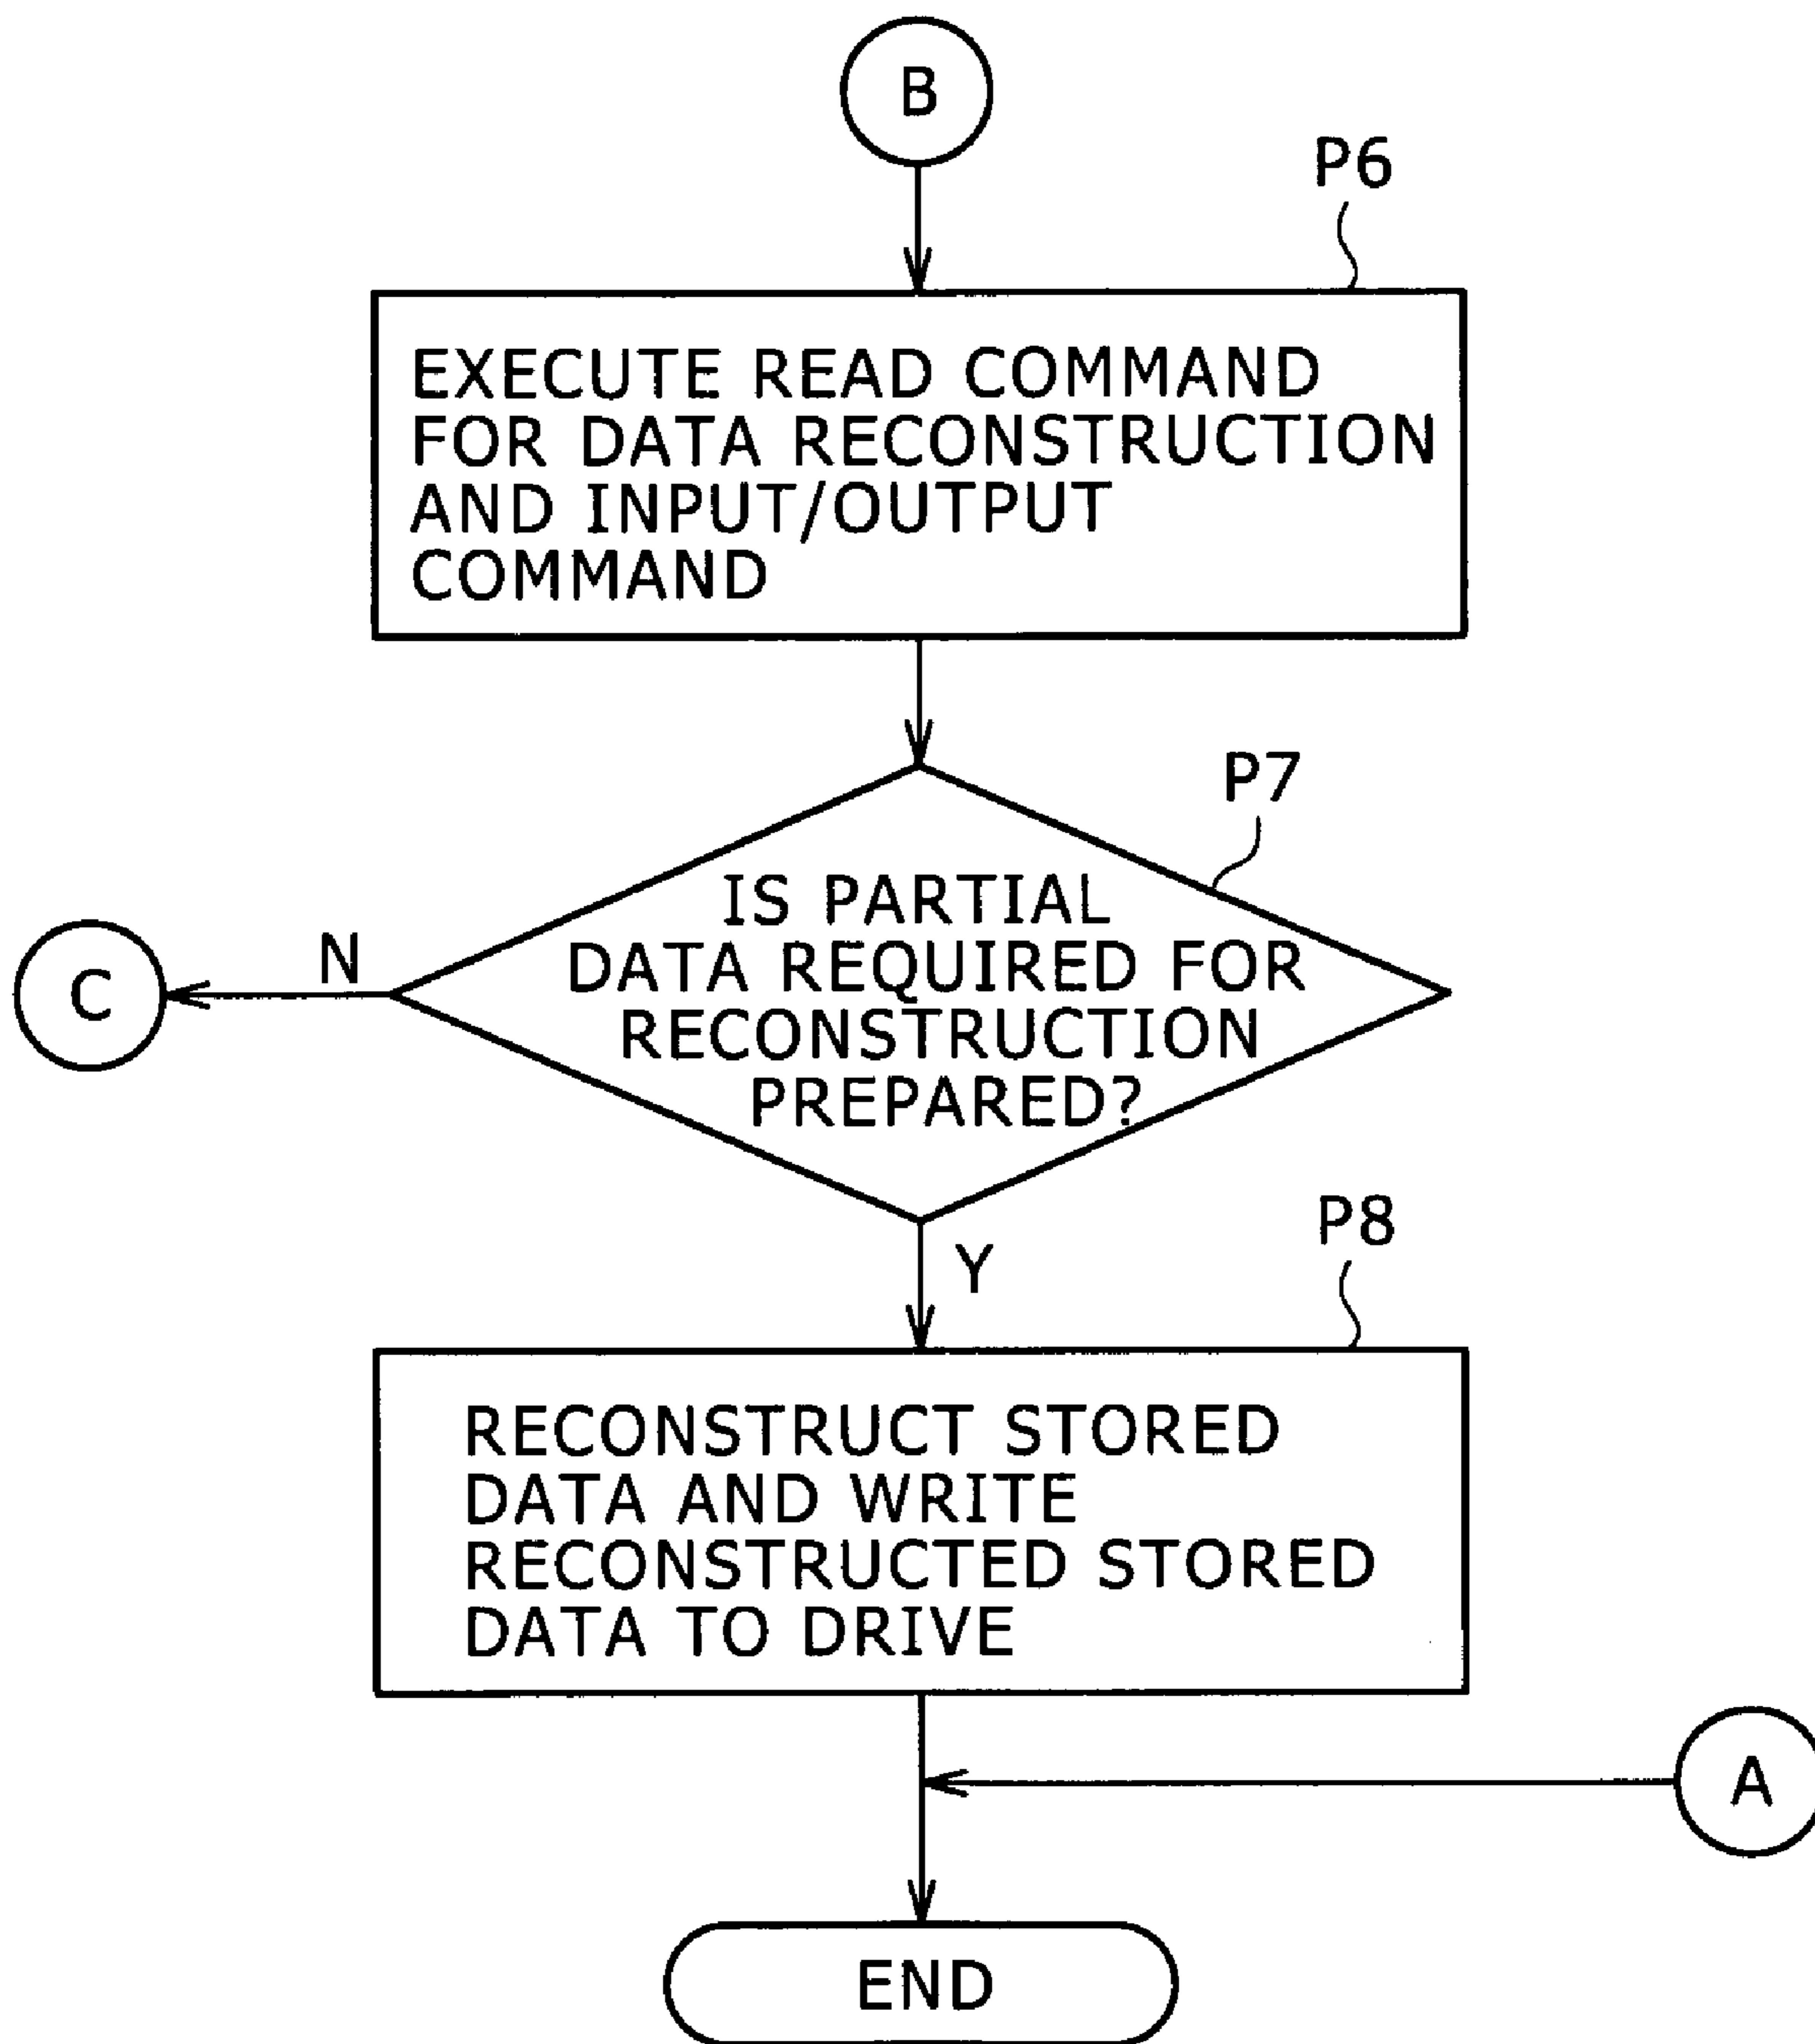 B
P6
EXECUTE READ COMMAND
FOR DATA RECONSTRUCTION
AND INPUT/OUTPUT
COMMAND
P7
IS PARTIAL
DATA REQUIRED FOR
RECONSTRUCTION
PREPARED?
N
C
Y
P8
RECONSTRUCT STORED
DATA AND WRITE
RECONSTRUCTED STORED
DATA TO DRIVE
A
END